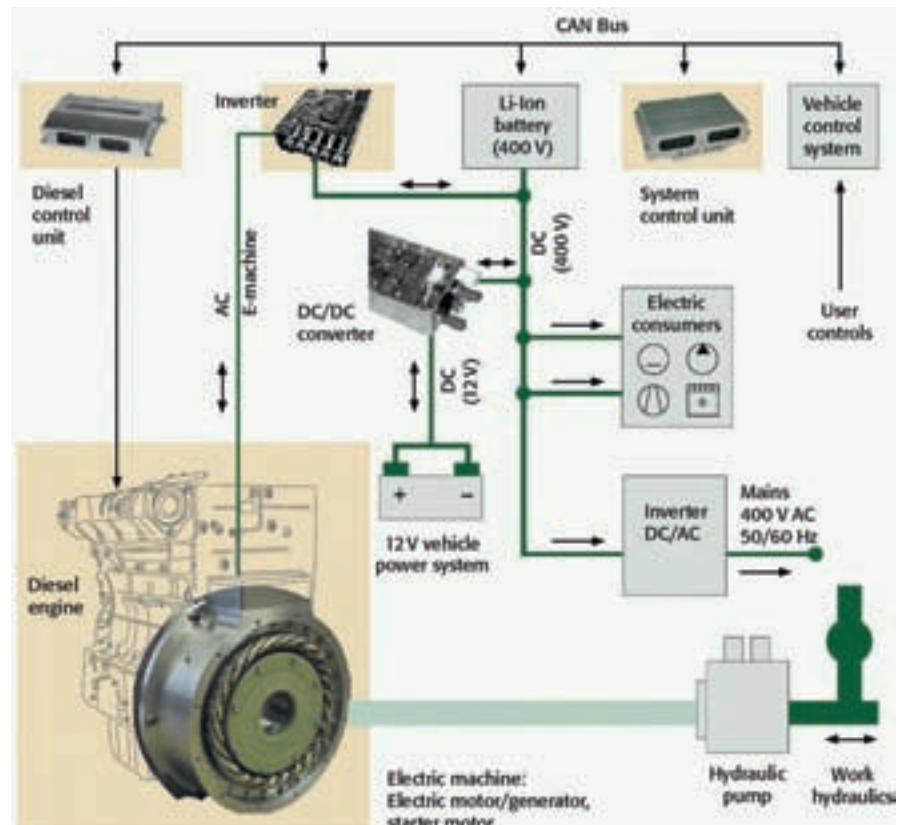 CAN Bus
Inverter
Li-Ion
battery
(400 V)
Vehicle
control
system
Diesel
control
unit
System
control unit
AC
E-machine
DC
(400 V)
DC/DC
converter
DC
(12 V)
Electric
consumers
User
controls
+ –
12 V vehicle
power system
Inverter
DC/AC
Mains
400 V AC
50/60 Hz
Diesel
engine
Electric machine:
Electric motor/generator,
starter motor
Hydraulic
pump
Work
hydraulics